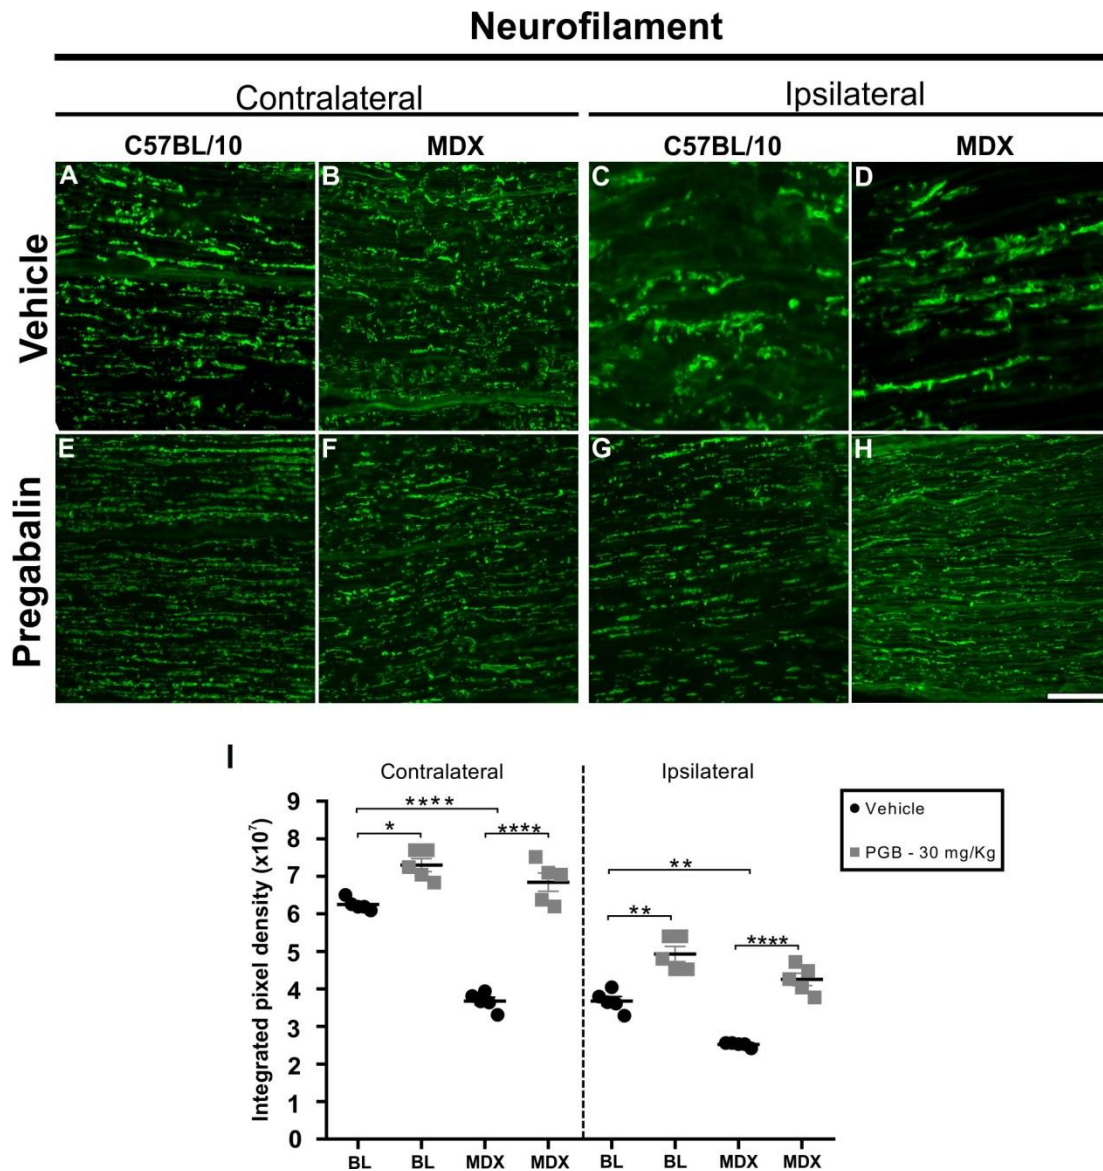 Neurofilament
Contralateral Ipsilateral
C57BL/10 MDX C57BL/10 MDX
Vehicle
A B C D
Pregabalin
E F G H
I
Contralateral Ipsilateral
Integrated pixel density (x10⁷)
9
8
7
6
5
4
3
2
1
0
**** 
* ****
**
** ****
BL BL MDX MDX BL BL MDX MDX
Vehicle
PGB - 30 mg/Kg